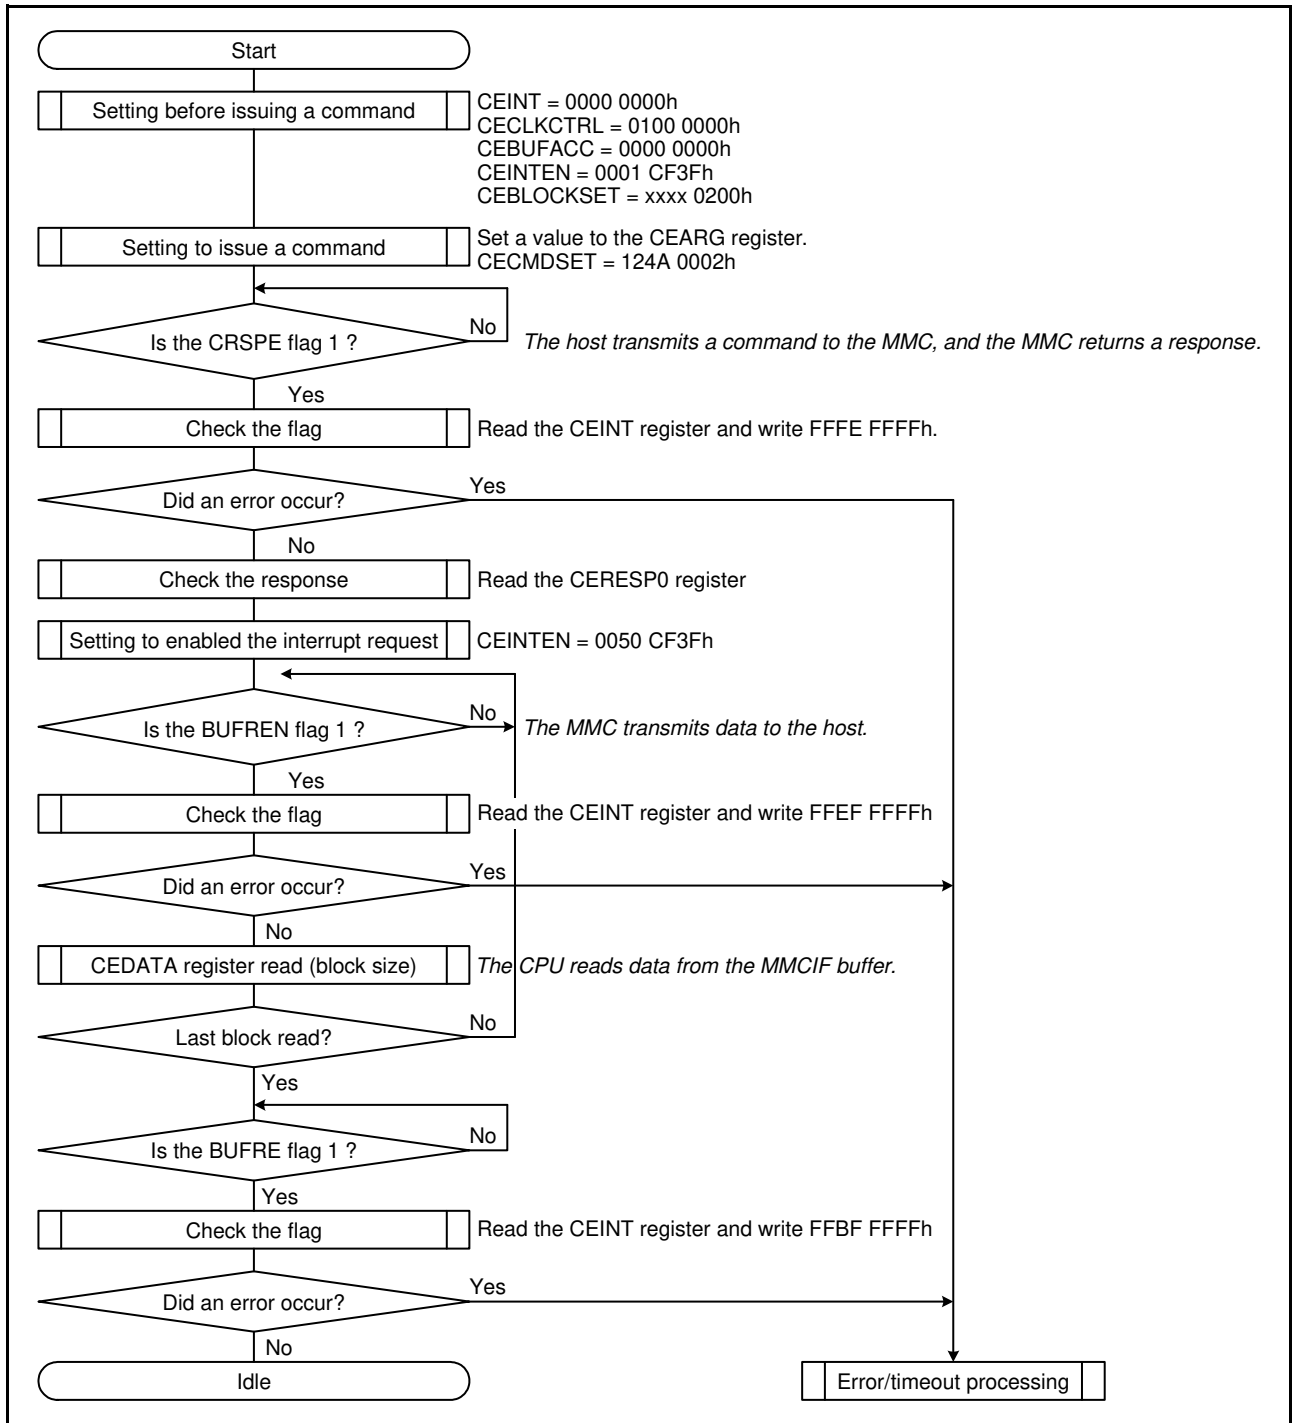 Start
Setting before issuing a command
CEINT = 0000 0000h
CECLKCTRL = 0100 0000h
CEBUFACC = 0000 0000h
CEINTEN = 0001 CF3Fh
CEBLOCKSET = xxxx 0200h
Setting to issue a command
Set a value to the CEARG register.
CECMDSET = 124A 0002h
Is the CRSPE flag 1 ?
No
The host transmits a command to the MMC, and the MMC returns a response.
Yes
Check the flag
Read the CEINT register and write FFFE FFFFh.
Did an error occur?
Yes
No
Check the response
Read the CERESP0 register
Setting to enabled the interrupt request
CEINTEN = 0050 CF3Fh
Is the BUFREN flag 1 ?
No
The MMC transmits data to the host.
Yes
Check the flag
Read the CEINT register and write FFEF FFFFh
Did an error occur?
Yes
No
CEDATA register read (block size)
The CPU reads data from the MMCIF buffer.
Last block read?
No
Yes
Is the BUFRE flag 1 ?
No
Yes
Check the flag
Read the CEINT register and write FFBF FFFFh
Did an error occur?
Yes
No
Idle
Error/timeout processing